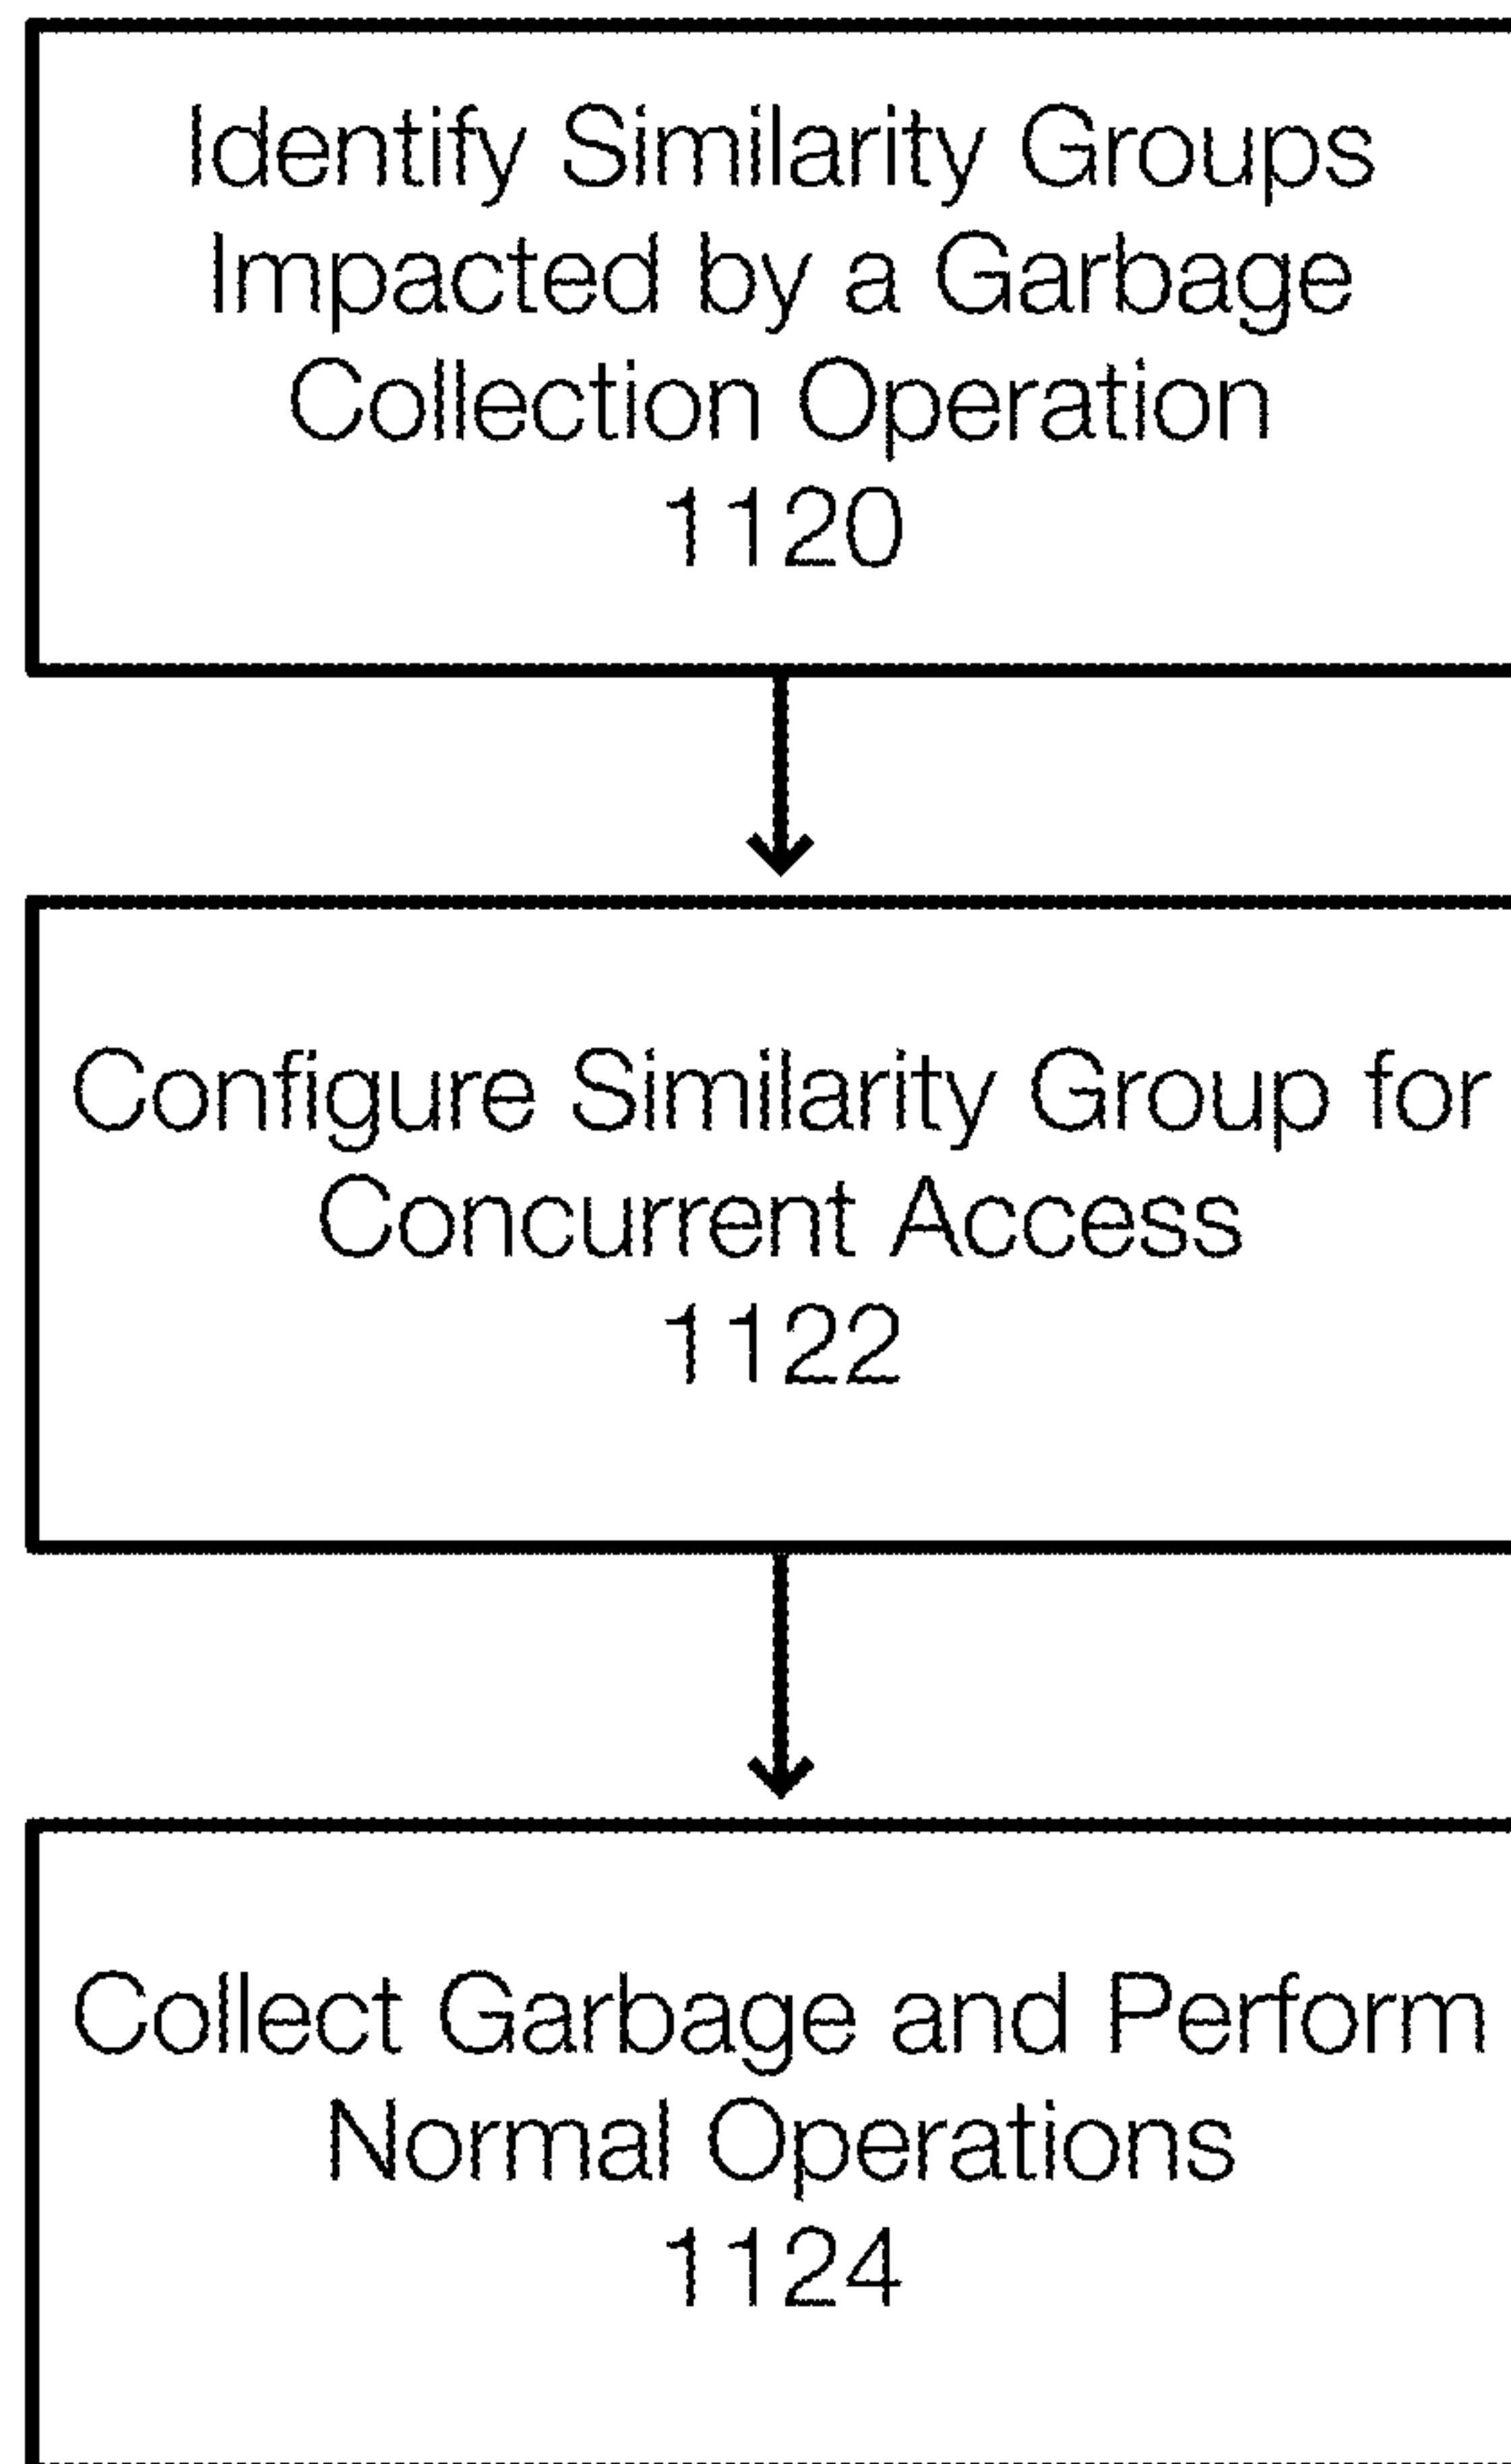 Identify Similarity Groups
Impacted by a Garbage
Collection Operation
1120
Configure Similarity Group for
Concurrent Access
1122
Collect Garbage and Perform
Normal Operations
1124